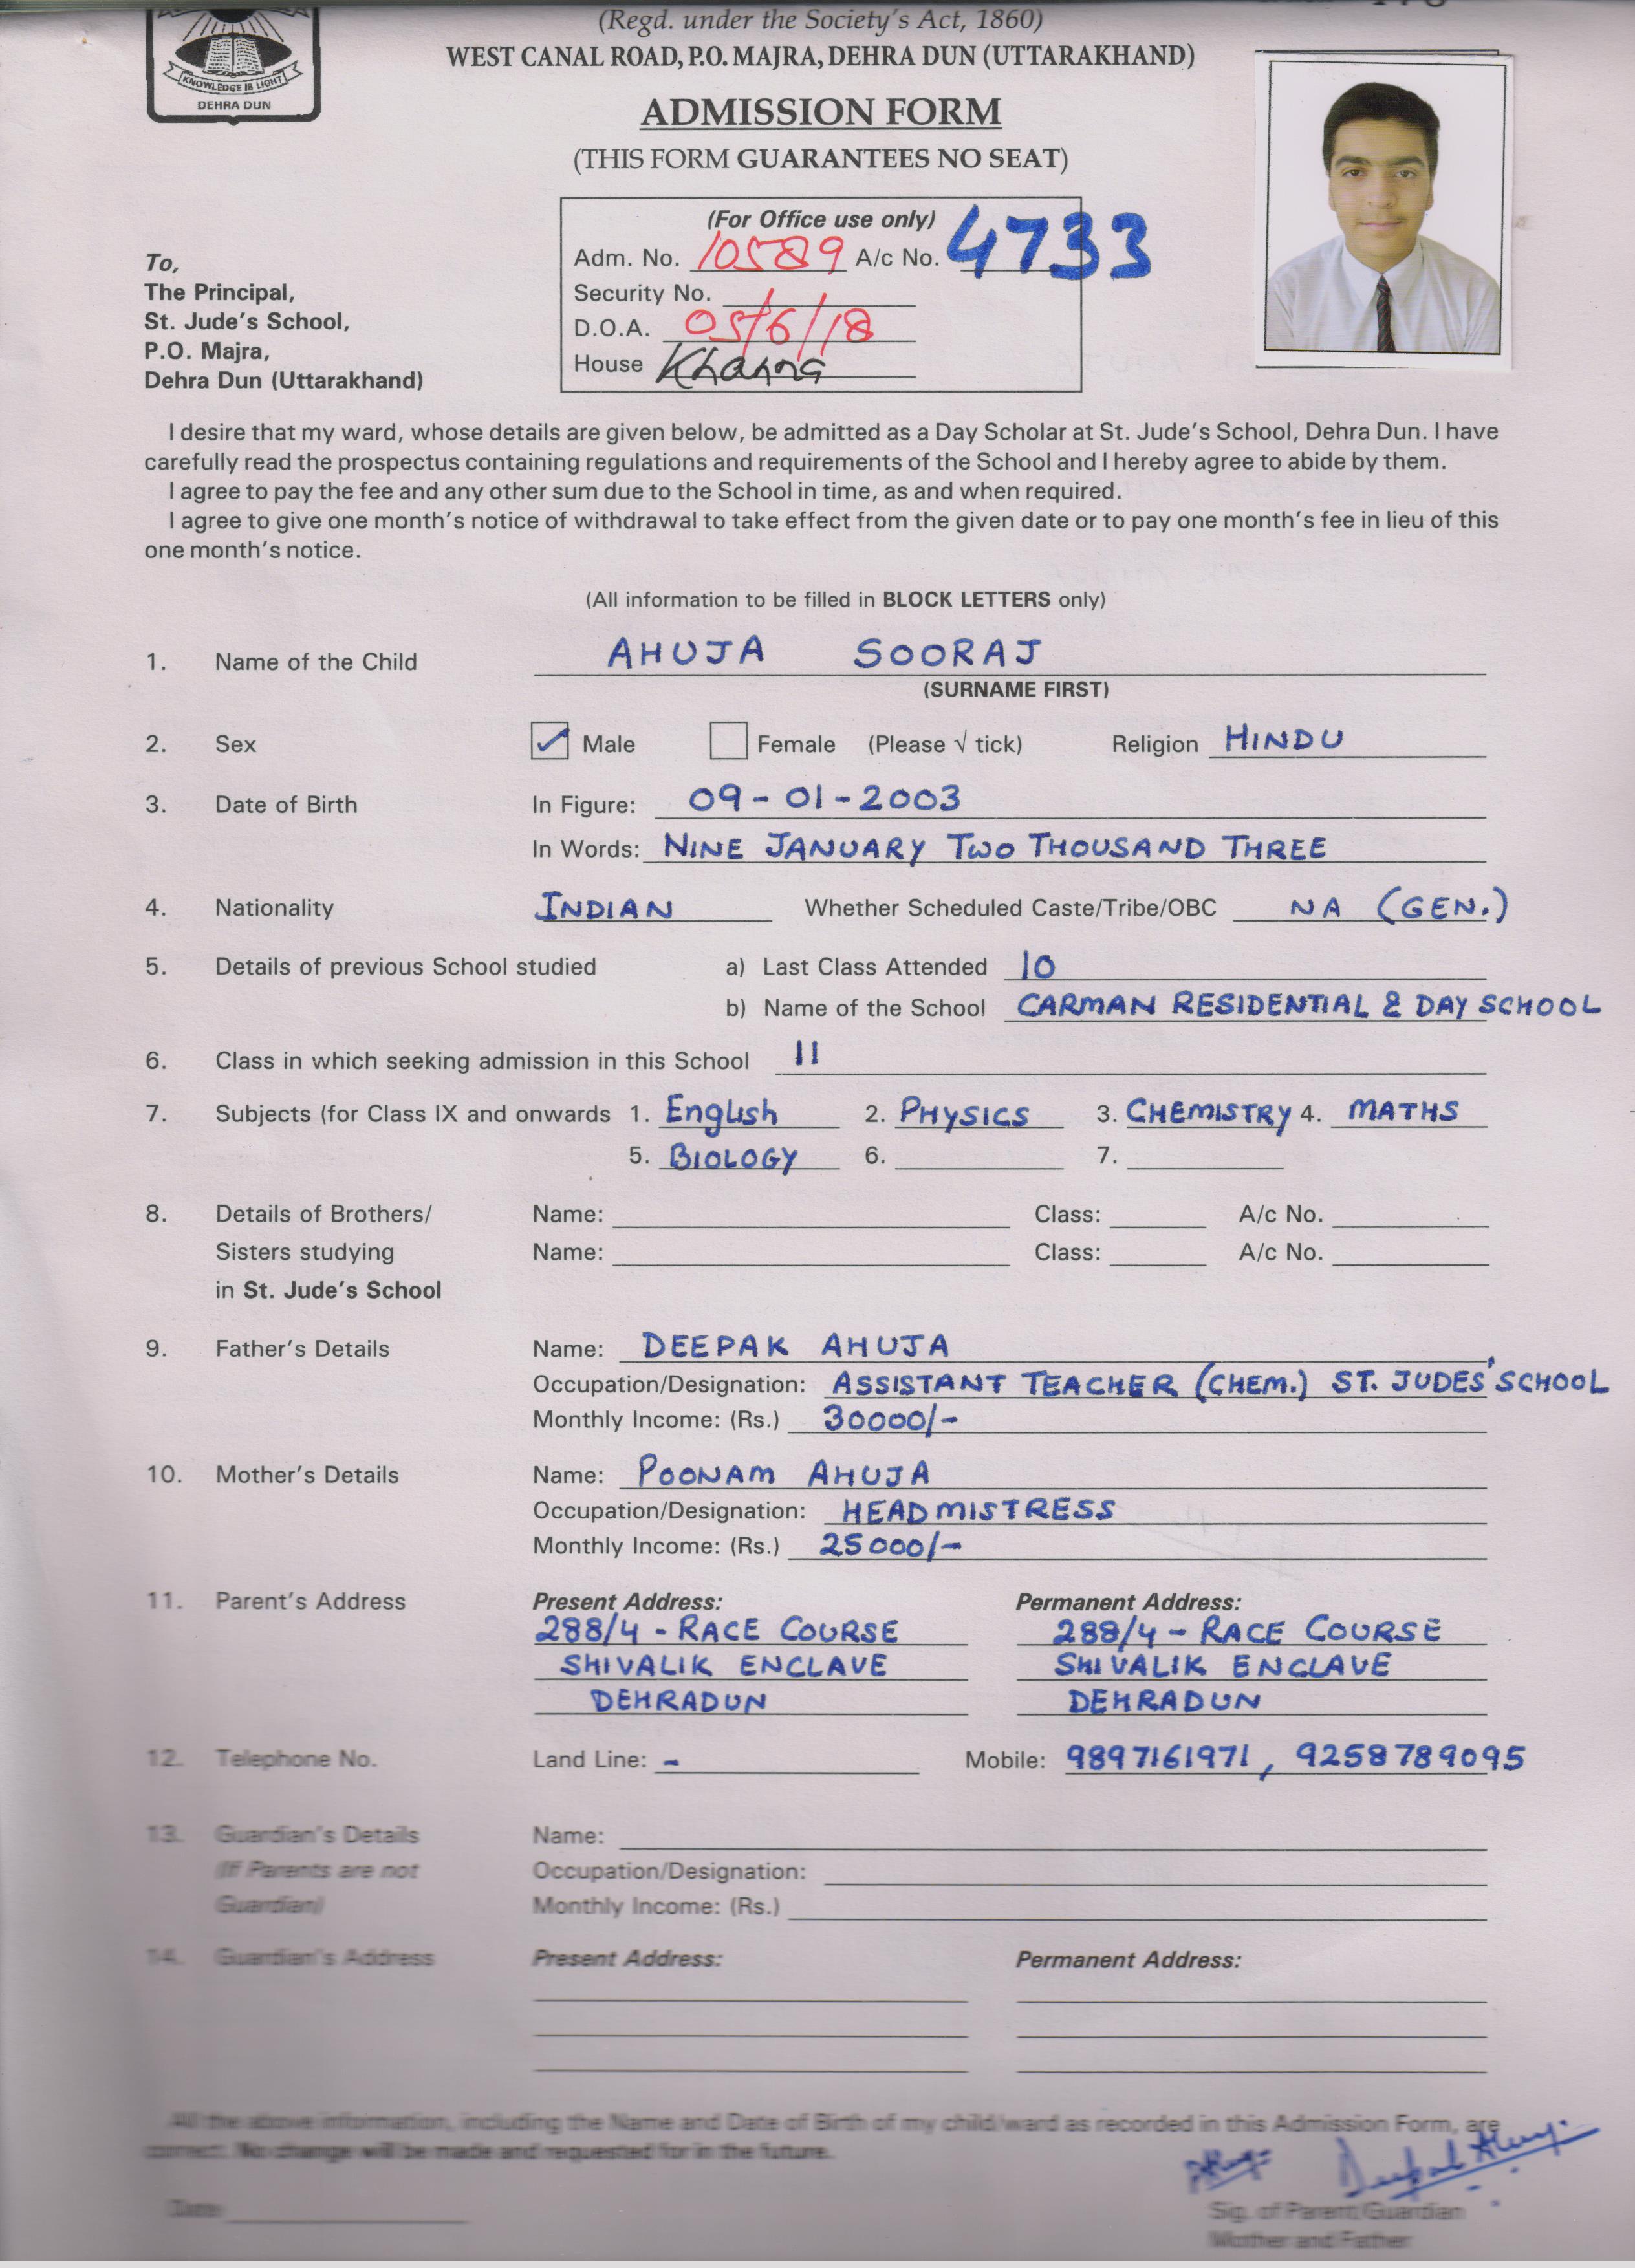 (Regd. under the Society's Act, 1860)
WEST CANAL ROAD, P.O. MAJRA, DEHRA DUN (UTTARAKHAND)
KNOWLEDGE IS LIGHT
DEHRA DUN
ADMISSION FORM
(THIS FORM GUARANTEES NO SEAT)
(For Office use only)
Adm. No. 10589 A/c No. 4733
Security No.
D.O.A. 05/6/18
House Khanna
To,
The Principal,
St. Jude's School,
P.O. Majra,
Dehra Dun (Uttarakhand)
I desire that my ward, whose details are given below, be admitted as a Day Scholar at St. Jude's School, Dehra Dun. I have
carefully read the prospectus containing regulations and requirements of the School and I hereby agree to abide by them.
I agree to pay the fee and any other sum due to the School in time, as and when required.
I agree to give one month's notice of withdrawal to take effect from the given date or to pay one month's fee in lieu of this
one month's notice.
(All information to be filled in BLOCK LETTERS only)
1. Name of the Child AHUJA SOORAJ
(SURNAME FIRST)
2. Sex ✓ Male Female (Please √ tick) Religion HINDU
3. Date of Birth In Figure: 09-01-2003
In Words: NINE JANUARY TWO THOUSAND THREE
4. Nationality INDIAN Whether Scheduled Caste/Tribe/OBC NA (GEN.)
5. Details of previous School studied a) Last Class Attended 10
b) Name of the School CARMAN RESIDENTIAL & DAY SCHOOL
6. Class in which seeking admission in this School 11
7. Subjects (for Class IX and onwards 1. English 2. PHYSICS 3. CHEMISTRY 4. MATHS
5. BIOLOGY 6. 7.
8. Details of Brothers/ Name: Class: A/c No.
Sisters studying Name: Class: A/c No.
in St. Jude's School
9. Father's Details Name: DEEPAK AHUJA
Occupation/Designation: ASSISTANT TEACHER (CHEM.) ST. JUDES' SCHOOL
Monthly Income: (Rs.) 30000/-
10. Mother's Details Name: POONAM AHUJA
Occupation/Designation: HEADMISTRESS
Monthly Income: (Rs.) 25000/-
11. Parent's Address Present Address: Permanent Address:
288/4 - RACE COURSE 288/4 - RACE COURSE
SHIVALIK ENCLAVE SHIVALIK ENCLAVE
DEHRADUN DEHRADUN
12. Telephone No. Land Line: - Mobile: 9897161971, 9258789095
13. Guardian's Details Name:
(If Parents are not Occupation/Designation:
Guardian) Monthly Income: (Rs.)
14. Guardian's Address Present Address: Permanent Address:
All the above information, including the Name and Date of Birth of my child/ward as recorded in this Admission Form, are
correct. No change will be made and requested for in the future.
Deepak Ahuja
Date
Sig. of Parent/Guardian
Mother and Father